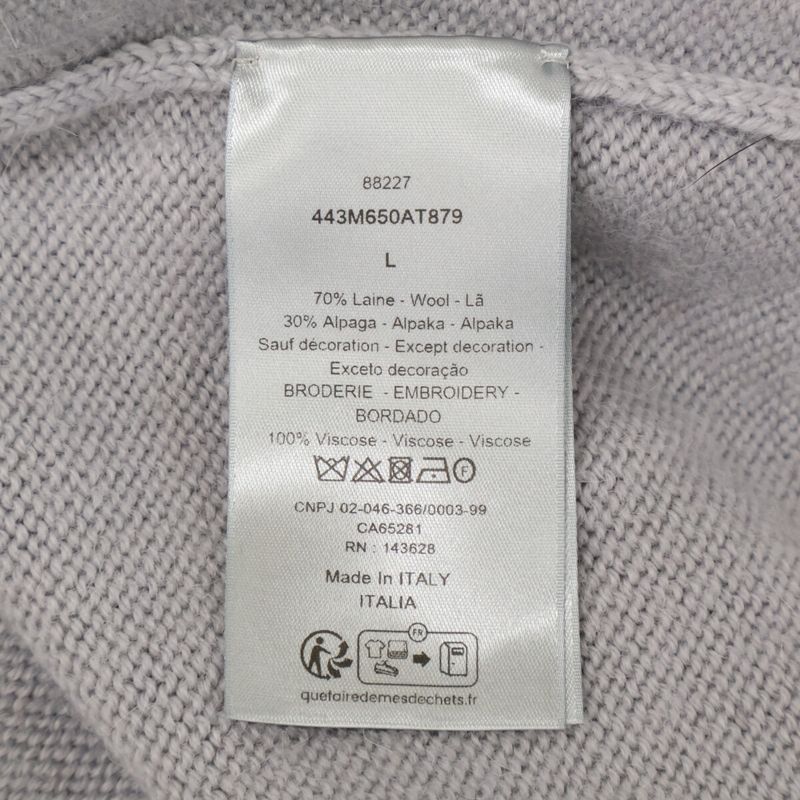 88227
443M650AT879
L
70% Laine - Wool - Lã
30% Alpaga - Alpaka - Alpaka
Sauf décoration - Except decoration -
Exceto decoração
BRODERIE - EMBROIDERY -
BORDADO
100% Viscose - Viscose - Viscose
F
CNPJ 02-046-366/0003-99
CA65281
RN : 143628
Made In ITALY
ITALIA
FR
quefairedemesdechets.fr